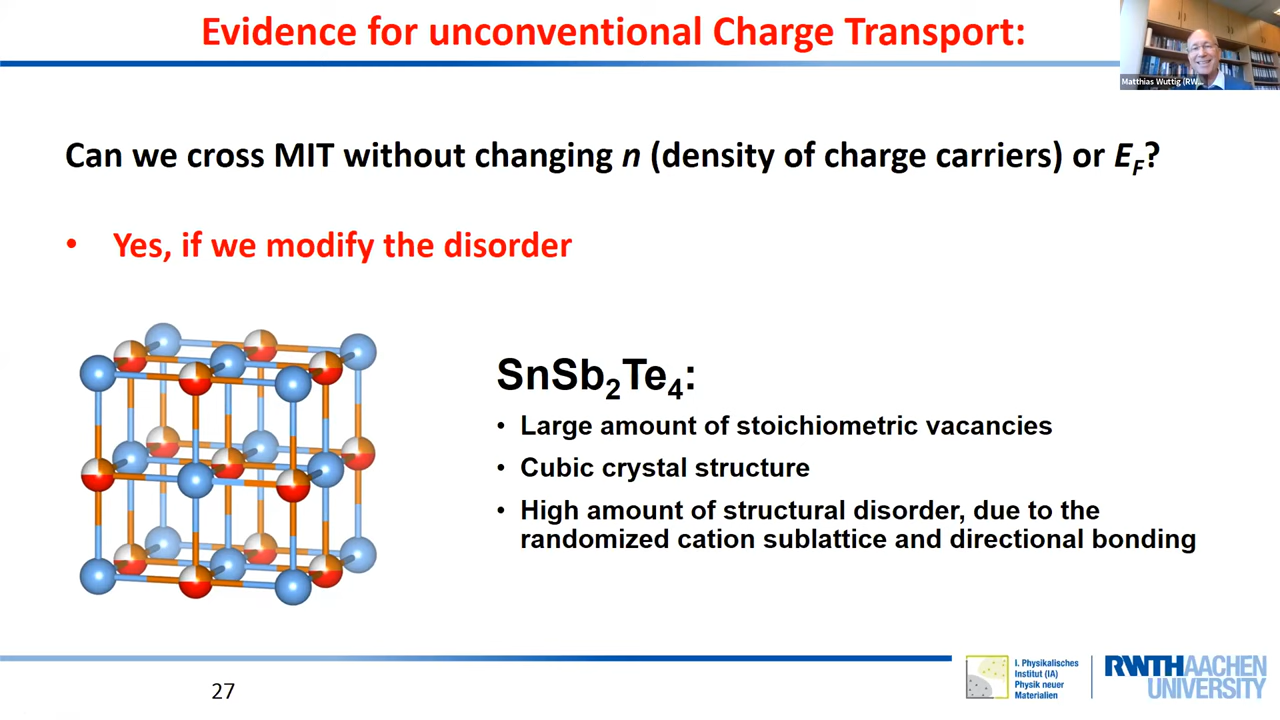 Evidence for unconventional Charge Transport:
Matthias Wuttig (RW...
Can we cross MIT without changing n (density of charge carriers) or E_F?
• Yes, if we modify the disorder
SnSb₂Te₄:
• Large amount of stoichiometric vacancies
• Cubic crystal structure
• High amount of structural disorder, due to the
randomized cation sublattice and directional bonding
27
I. Physikalisches
Institut (IA)
Physik neuer
Materialien
RWTHAACHEN
UNIVERSITY